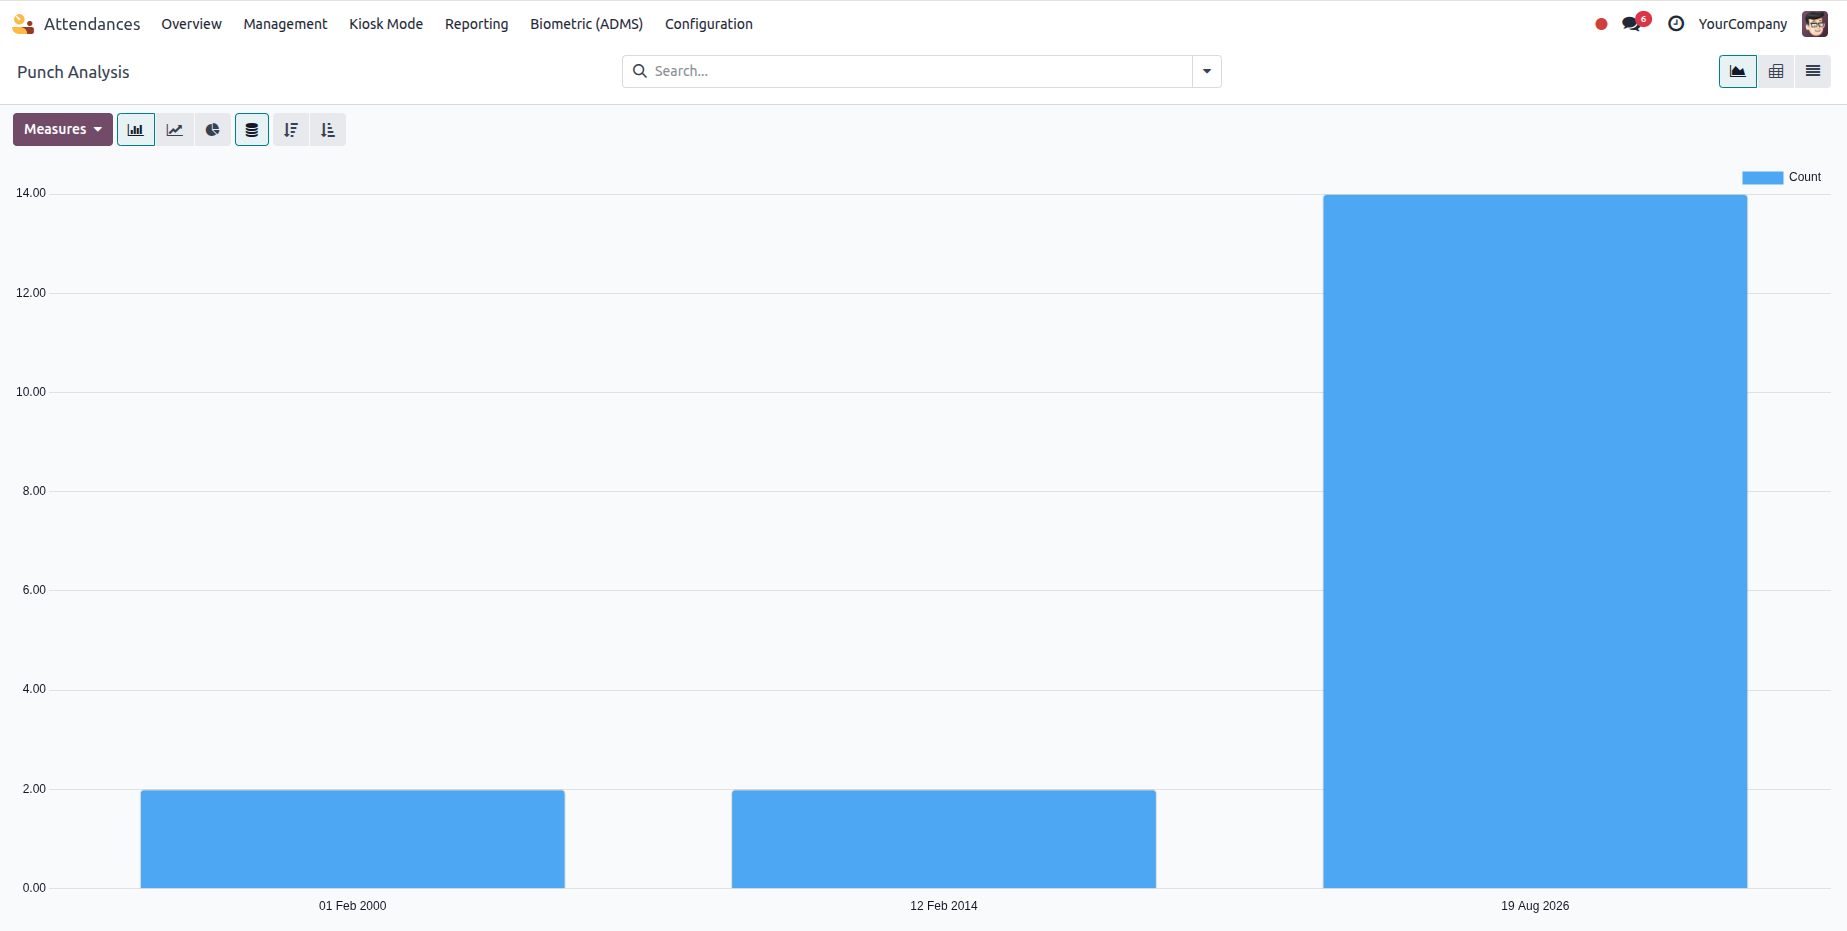 Attendances Overview Management Kiosk Mode Reporting Biometric (ADMS) Configuration 6 YourCompany
Punch Analysis Search...
Measures
Count
14.00
12.00
10.00
8.00
6.00
4.00
2.00
0.00
01 Feb 2000 12 Feb 2014 19 Aug 2026